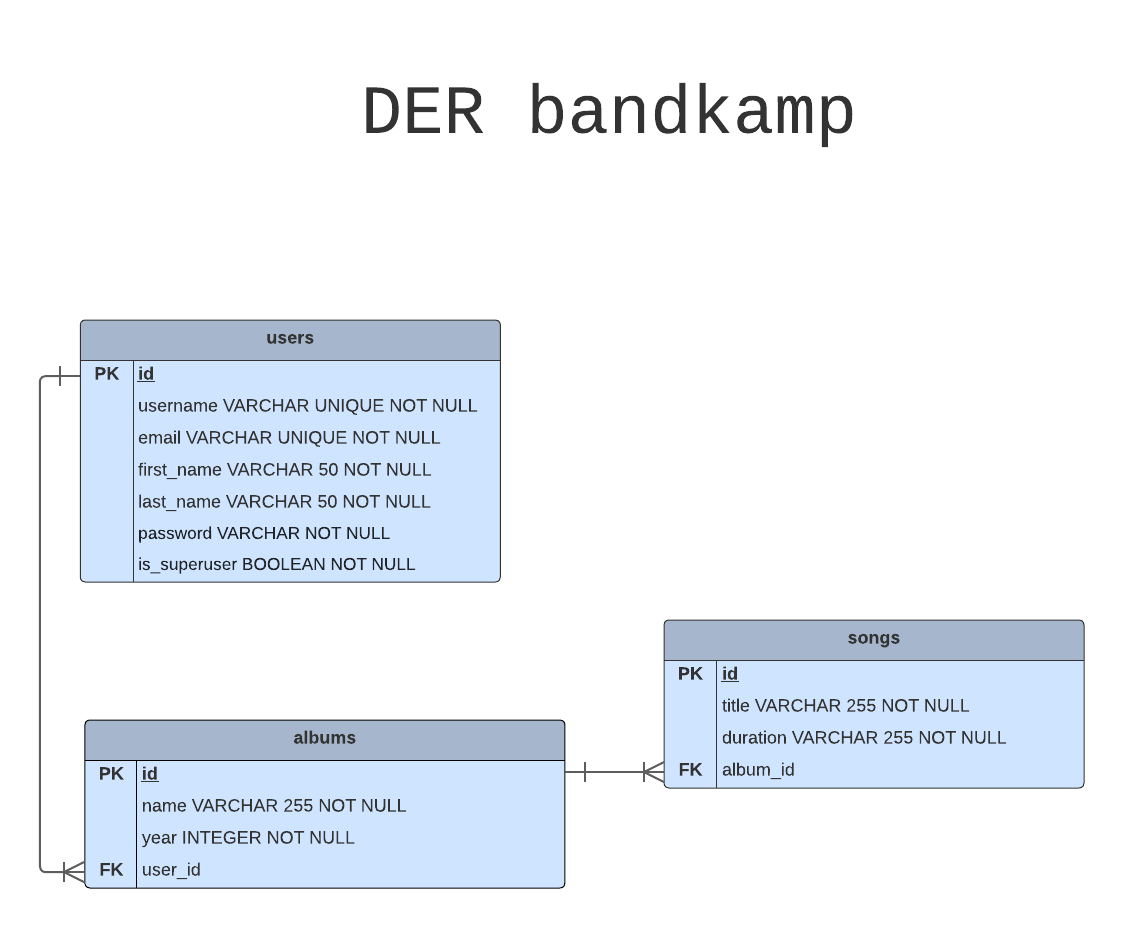 DER bandkamp
users
PK id
username VARCHAR UNIQUE NOT NULL
email VARCHAR UNIQUE NOT NULL
first_name VARCHAR 50 NOT NULL
last_name VARCHAR 50 NOT NULL
password VARCHAR NOT NULL
is_superuser BOOLEAN NOT NULL
songs
PK id
title VARCHAR 255 NOT NULL
duration VARCHAR 255 NOT NULL
FK album_id
albums
PK id
name VARCHAR 255 NOT NULL
year INTEGER NOT NULL
FK user_id